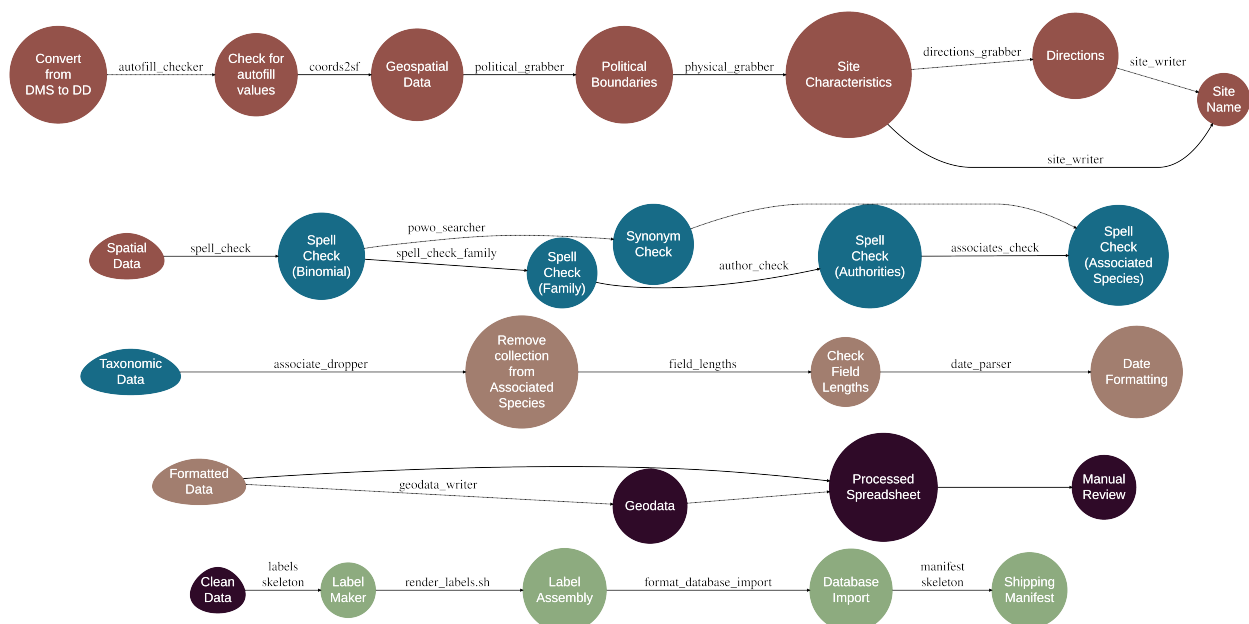 Convert
from
DMS to DD
autofill_checker
Check for
autofill
values
coords2sf
Geospatial
Data
political_grabber
Political
Boundaries
physical_grabber
Site
Characteristics
directions_grabber
Directions
site_writer
Site
Name
site_writer
Spatial
Data
spell_check
Spell
Check
(Binomial)
powo_searcher
spell_check_family
Spell
Check
(Family)
Synonym
Check
author_check
Spell
Check
(Authorities)
associates_check
Spell
Check
(Associated
Species)
Taxonomic
Data
associate_dropper
Remove
collection
from
Associated
Species
field_lengths
Check
Field
Lengths
date_parser
Date
Formatting
Formatted
Data
geodata_writer
Geodata
Processed
Spreadsheet
Manual
Review
Clean
Data
labels
skeleton
Label
Maker
render_labels.sh
Label
Assembly
format_database_import
Database
Import
manifest
skeleton
Shipping
Manifest